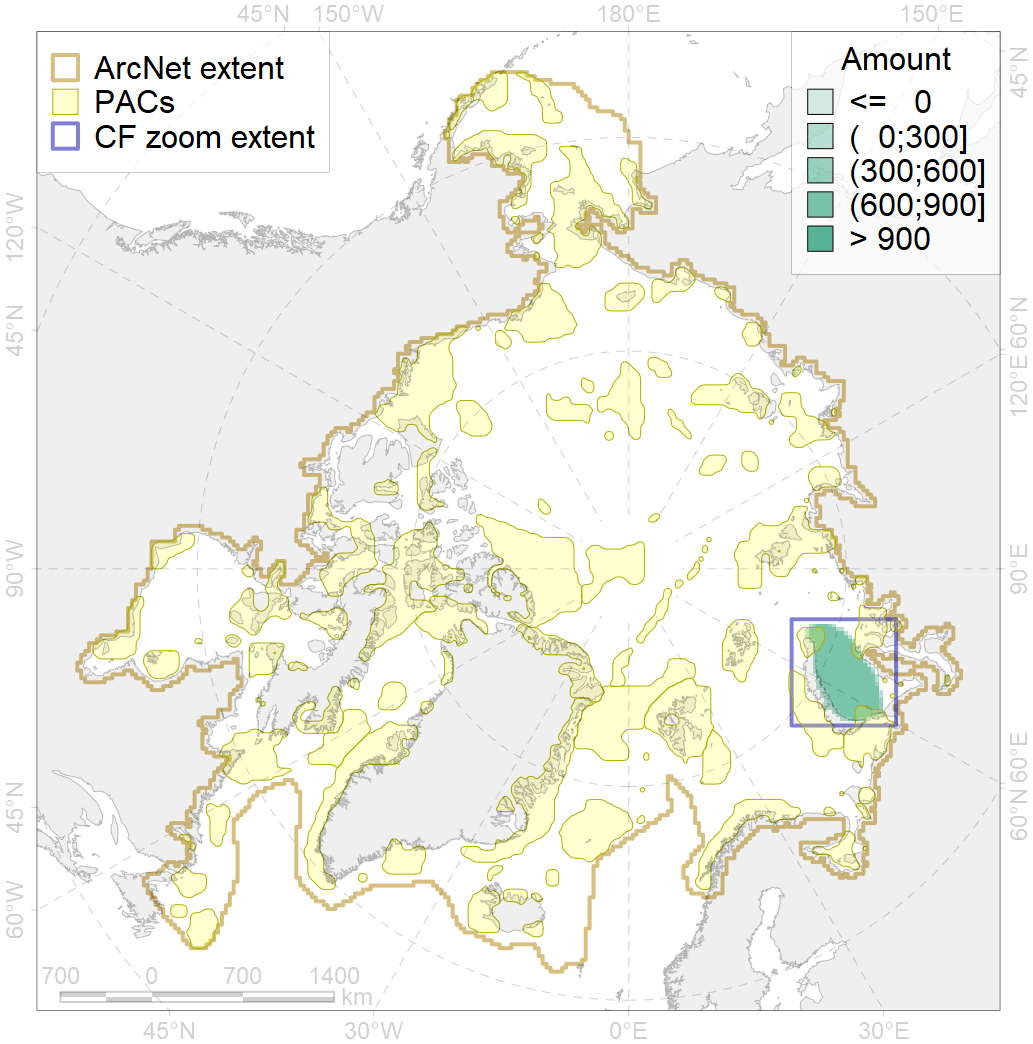 45°N 150°W 180°E 150°E
ArcNet extent
PACs
CF zoom extent
Amount
<= 0
( 0;300]
(300;600]
(600;900]
> 900
45°N
120°W
45°N
90°W
45°N
60°W
60°N
120°E
90°E
60°E
60°N
700 0 700 1400
km
45°N 30°W 0°E 30°E